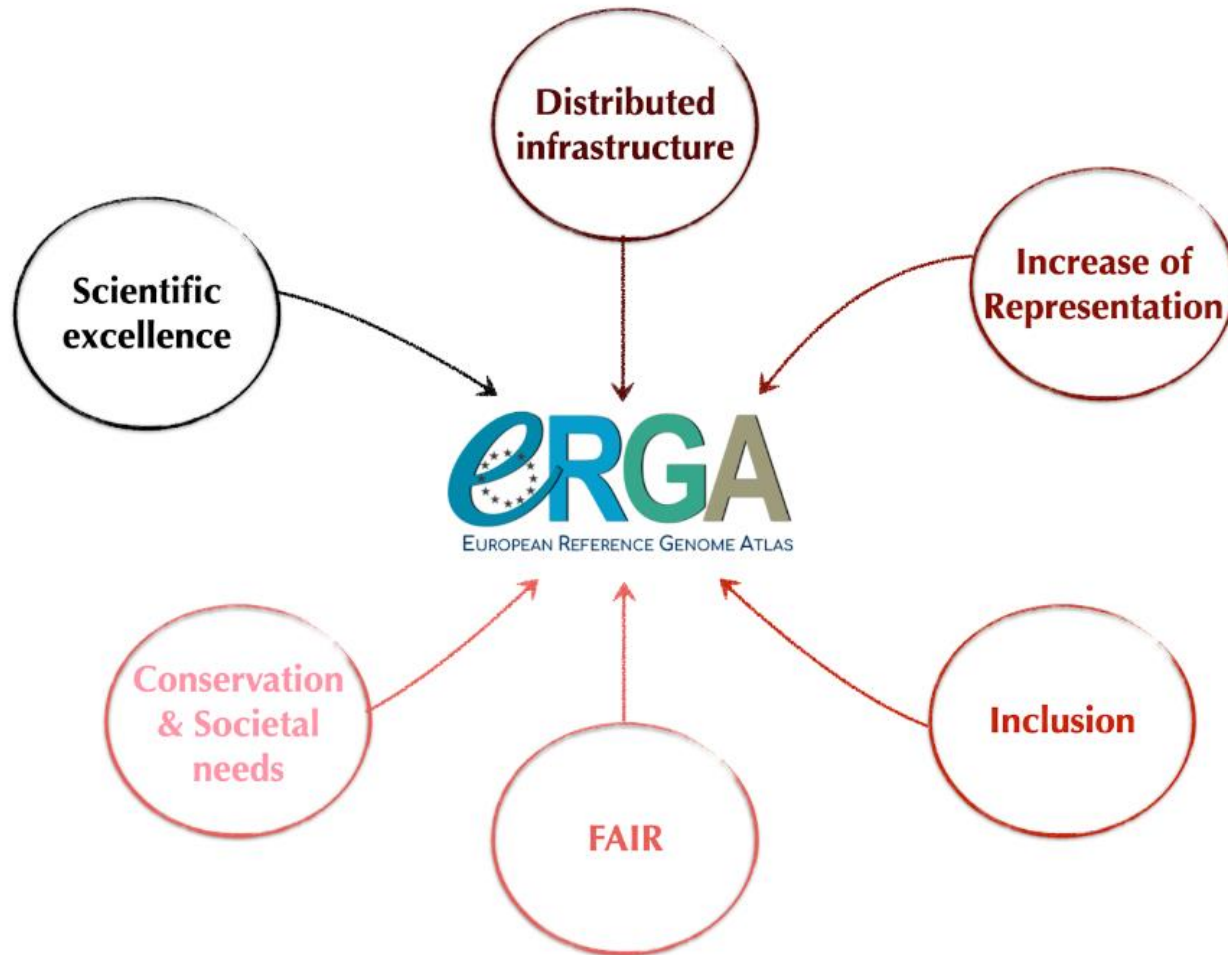 Distributed
infrastructure
Scientific
excellence
Increase of
Representation
eRGA
EUROPEAN REFERENCE GENOME ATLAS
Conservation
& Societal
needs
FAIR
Inclusion